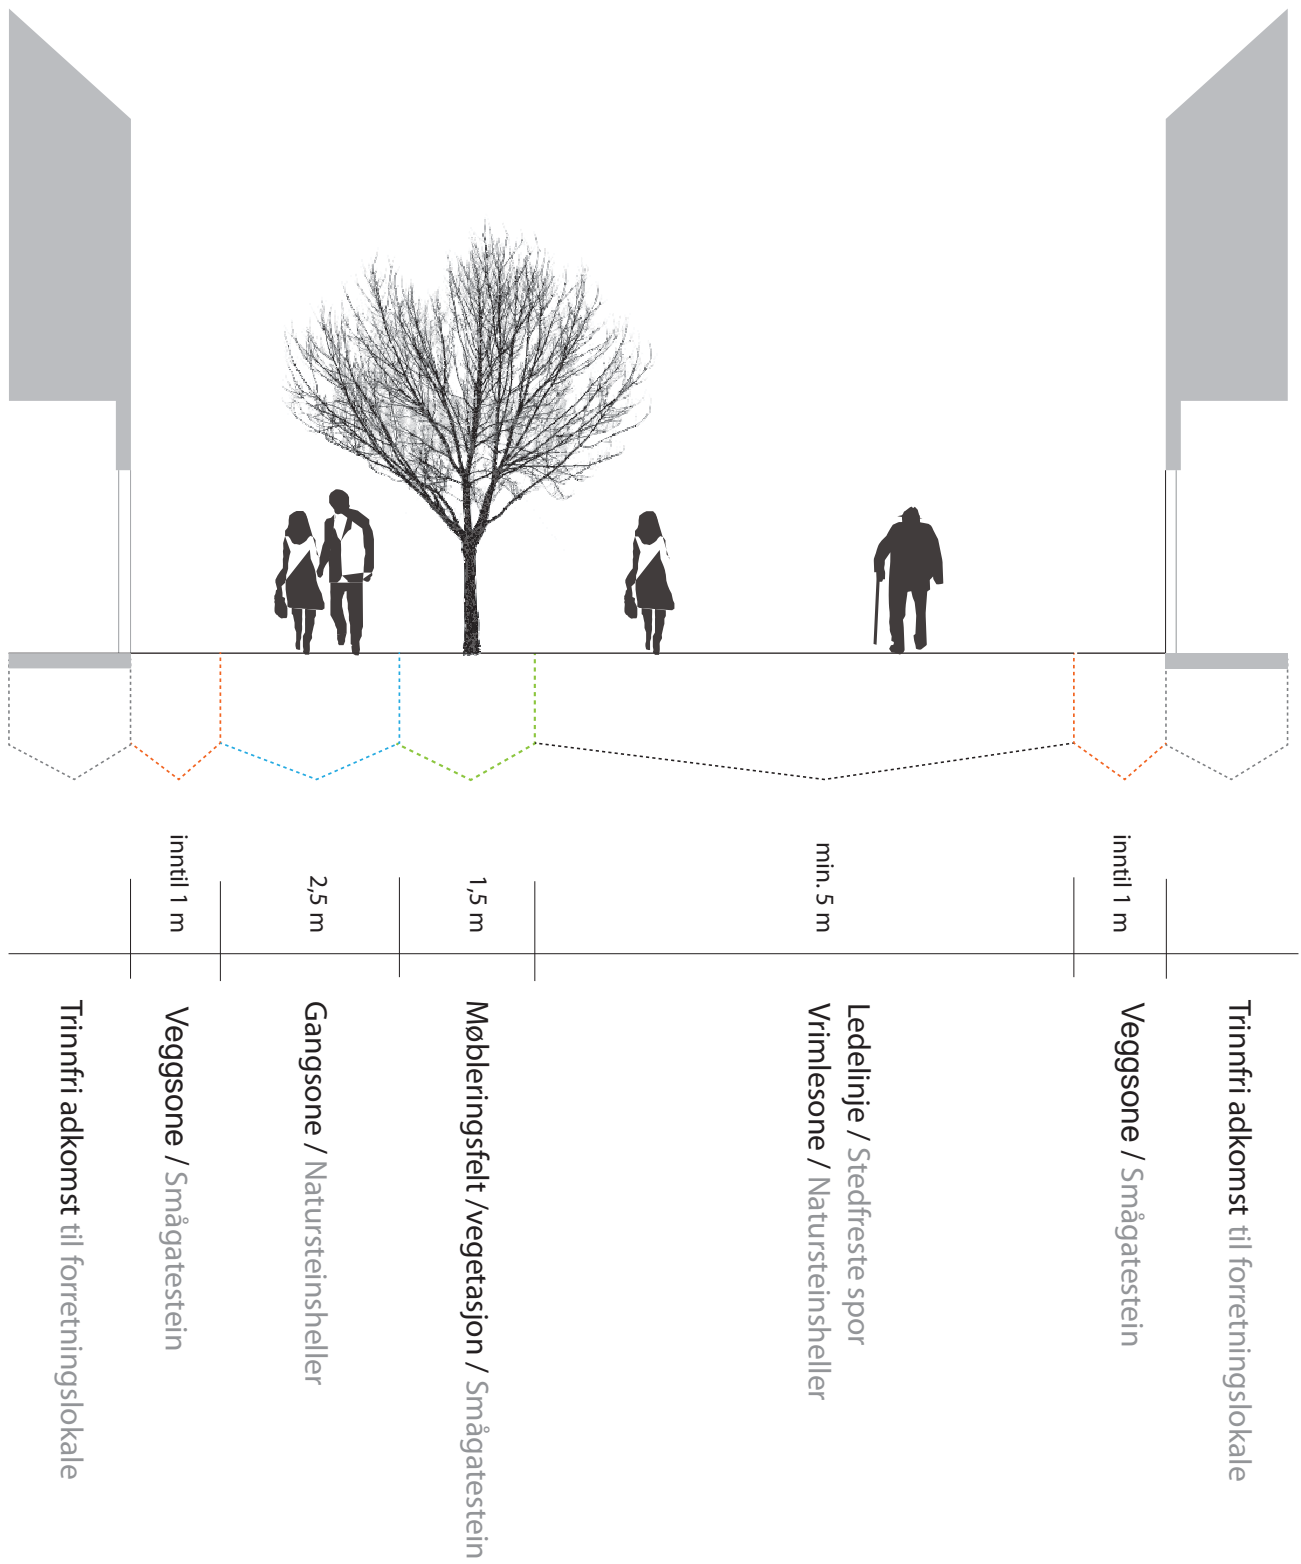 inntil 1 m
2,5 m
1,5 m
min. 5 m
inntil 1 m
Trinnfri adkomst til forretningslokale
Veggsone / Smågatestein
Gangsone / Natursteinsheller
Møbleringsfelt /vegetasjon / Smågatestein
Ledelinje / Stedfreste spor
Vrimlesone / Natursteinsheller
Veggsone / Smågatestein
Trinnfri adkomst til forretningslokale